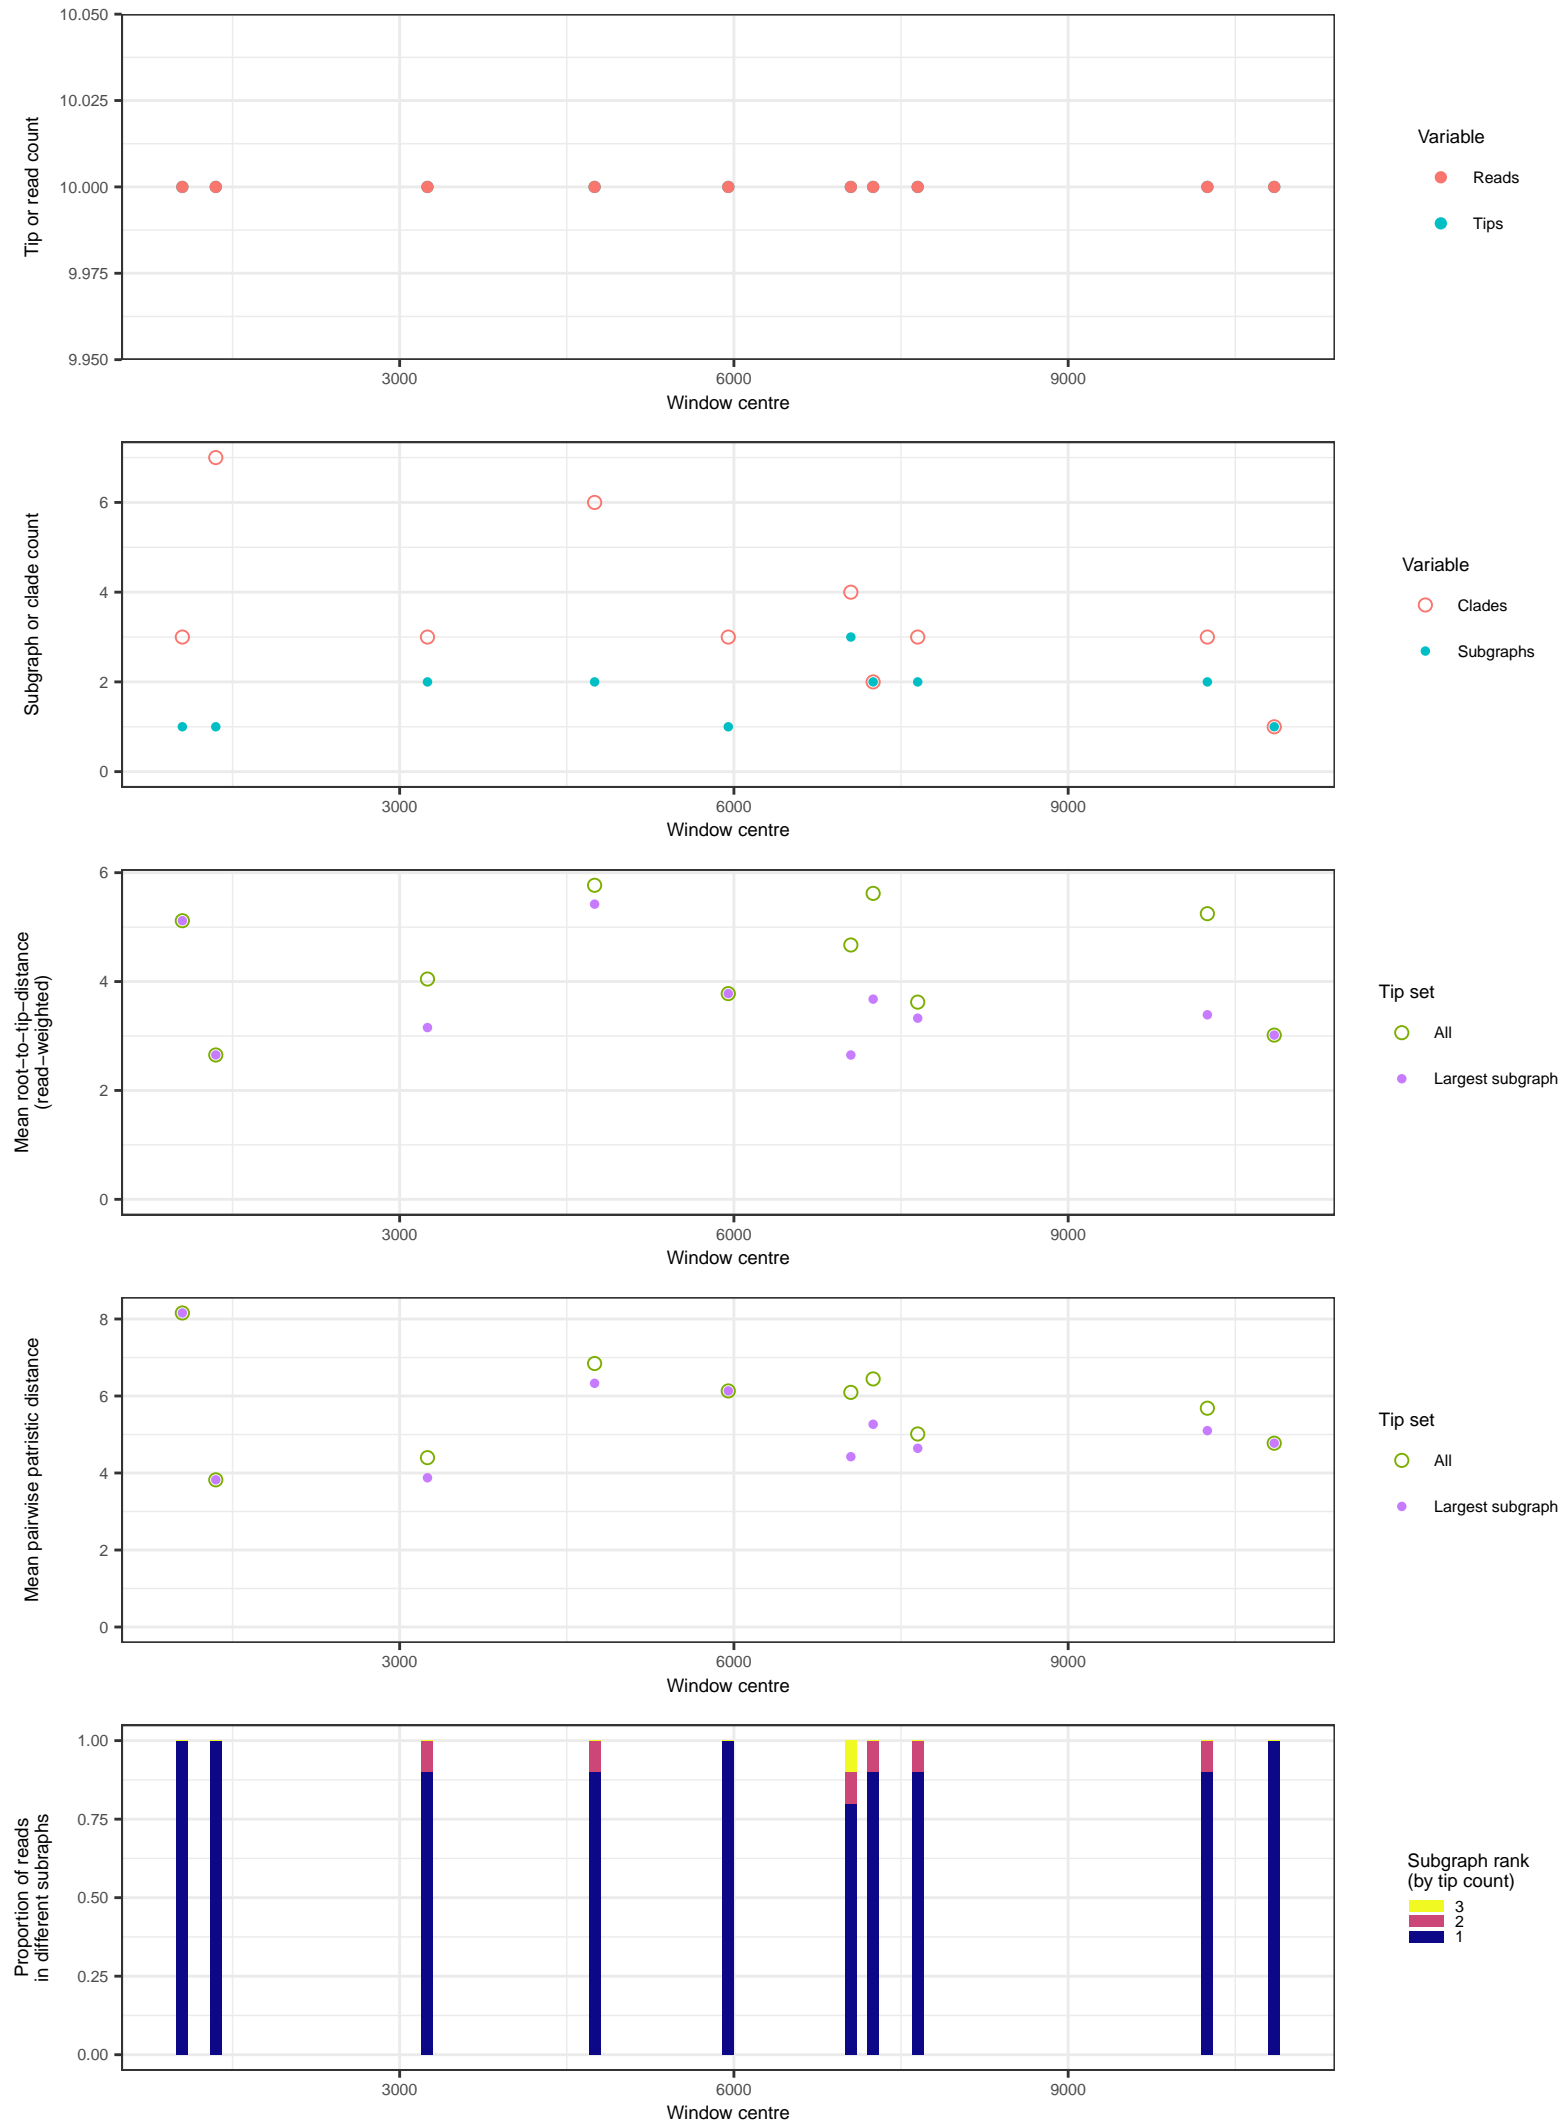 10.050
10.025
10.000
9.975
9.950
Tip or read count
3000 6000 9000
Window centre
Variable
Reads
Tips
6
4
2
0
Subgraph or clade count
3000 6000 9000
Window centre
Variable
Clades
Subgraphs
6
4
2
0
Mean root−to−tip−distance
(read−weighted)
3000 6000 9000
Window centre
Tip set
All
Largest subgraph
8
6
4
2
0
Mean pairwise patristic distance
3000 6000 9000
Window centre
Tip set
All
Largest subgraph
1.00
0.75
0.50
0.25
0.00
Proportion of reads
in different subraphs
3000 6000 9000
Window centre
Subgraph rank
(by tip count)
3
2
1